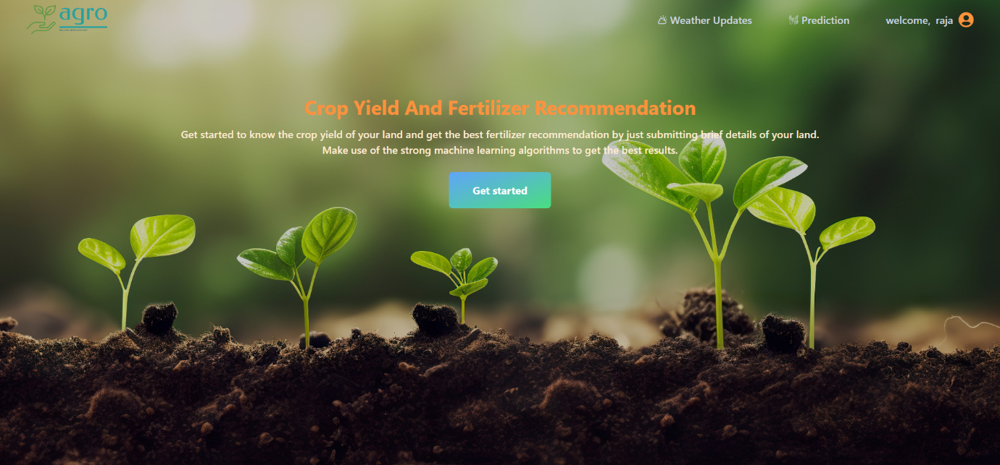 agro
Weather Updates
Prediction
welcome, raja
Crop Yield And Fertilizer Recommendation
Get started to know the crop yield of your land and get the best fertilizer recommendation by just submitting brief details of your land.
Make use of the strong machine learning algorithms to get the best results.
Get started